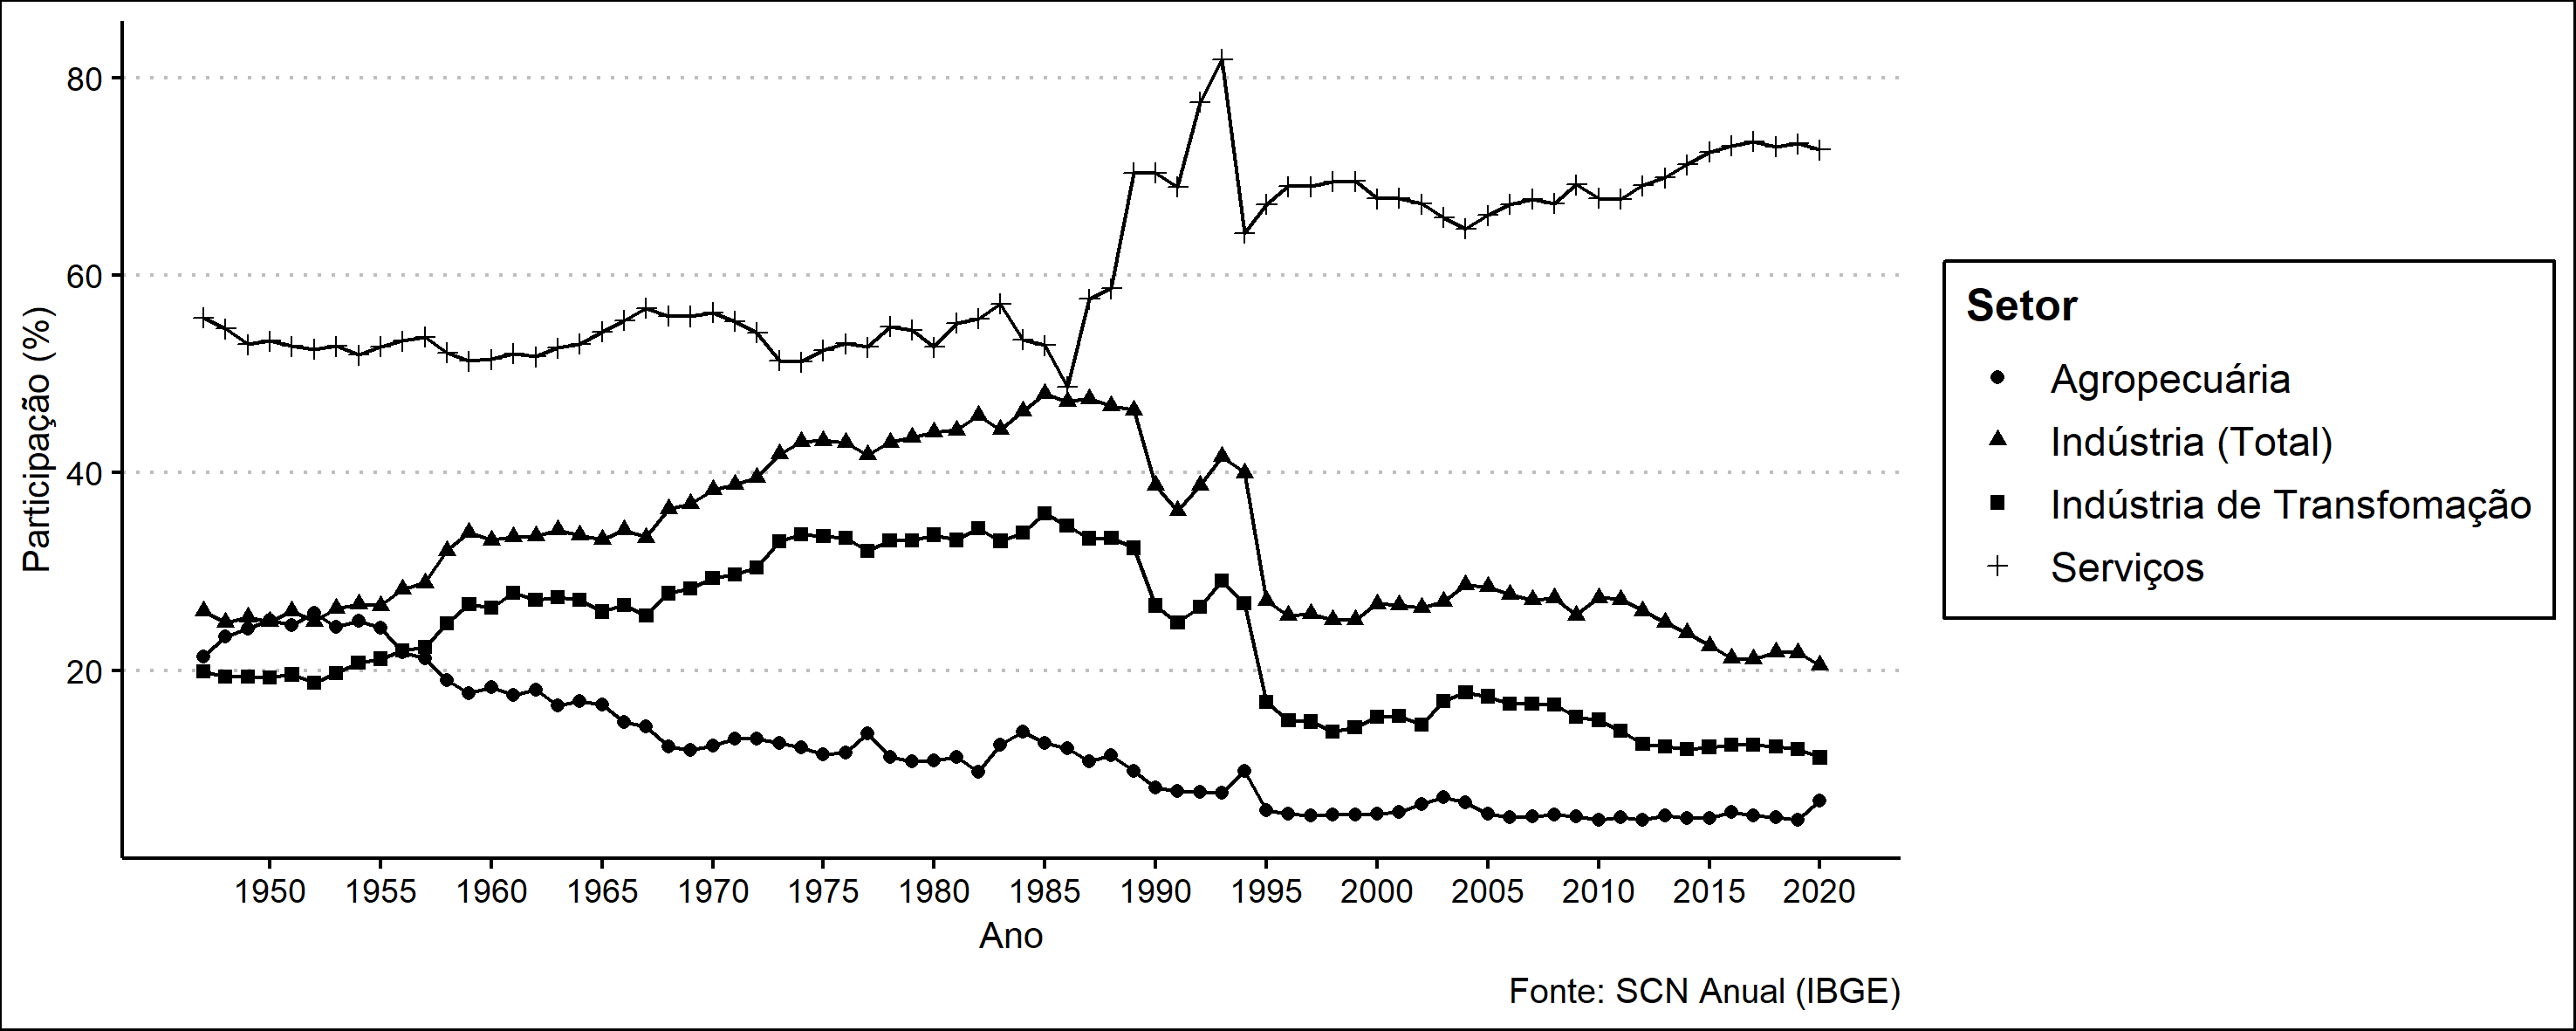 Participação (%)
80
60
40
20
1950 1955 1960 1965 1970 1975 1980 1985 1990 1995 2000 2005 2010 2015 2020
Ano
Setor
Agropecuária
Indústria (Total)
Indústria de Transfomação
Serviços
Fonte: SCN Anual (IBGE)